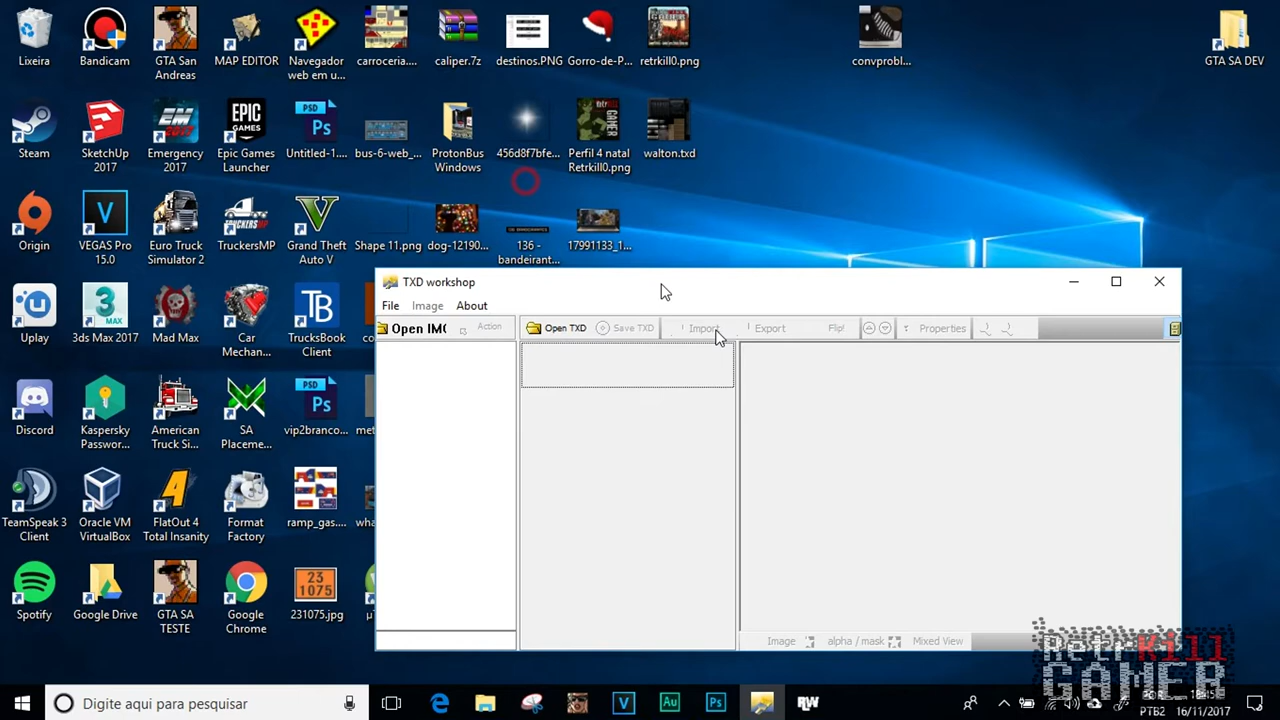 Lixeira
Bandicam
GTA San
Andreas
MAP EDITOR
Navegador
web em u...
carroceria....
caliper.7z
destinos.PNG
Gorro-de-P...
retrkill0.png
convprobl...
GTA SA DEV
Steam
SketchUp
2017
Emergency
2017
Epic Games
Launcher
Untitled-1....
bus-6-web_...
ProtonBus
Windows
456d8f7bfe...
Perfil 4 natal
Retrkill0.png
walton.txd
Origin
VEGAS Pro
15.0
Euro Truck
Simulator 2
TruckersMP
Grand Theft
Auto V
Shape 11.png
dog-12190...
136 -
bandeirant...
17991133_1...
Uplay
3ds Max 2017
Mad Max
Car
Mechan...
TrucksBook
Client
Discord
Kaspersky
Passwor...
American
Truck Si...
SA
Placeme...
vip2branco...
TeamSpeak 3
Client
Oracle VM
VirtualBox
FlatOut 4
Total Insanity
Format
Factory
ramp_gas....
Spotify
Google Drive
GTA SA
TESTE
Google
Chrome
231075.jpg
TXD workshop
File Image About
Open IMG Action
Open TXD Save TXD Import Export Flip! Properties
Image alpha / mask Mixed View
Retr Kill
GAMER
Digite aqui para pesquisar
PTB2 16/11/2017